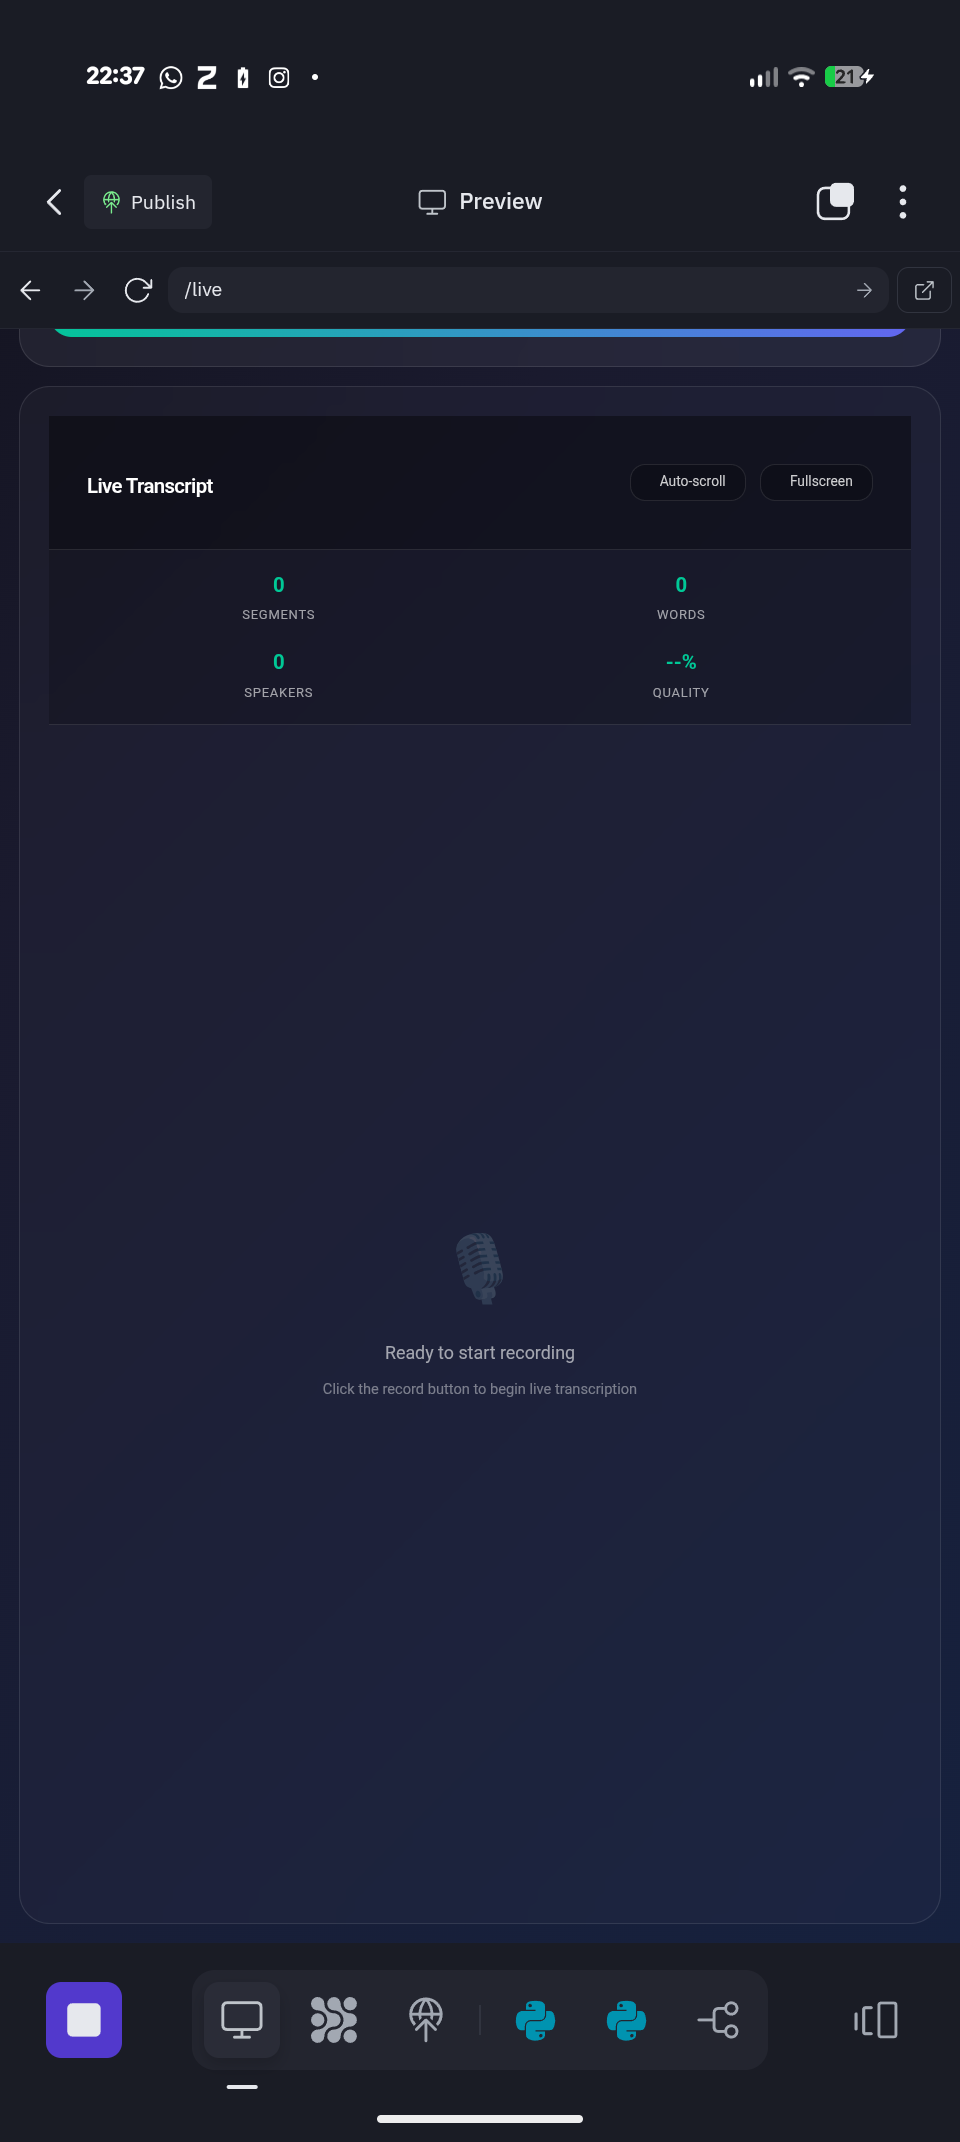 22:37
21
Publish
Preview
/live
Live Transcript
Auto-scroll
Fullscreen
0
0
SEGMENTS
WORDS
0
--%
SPEAKERS
QUALITY
Ready to start recording
Click the record button to begin live transcription